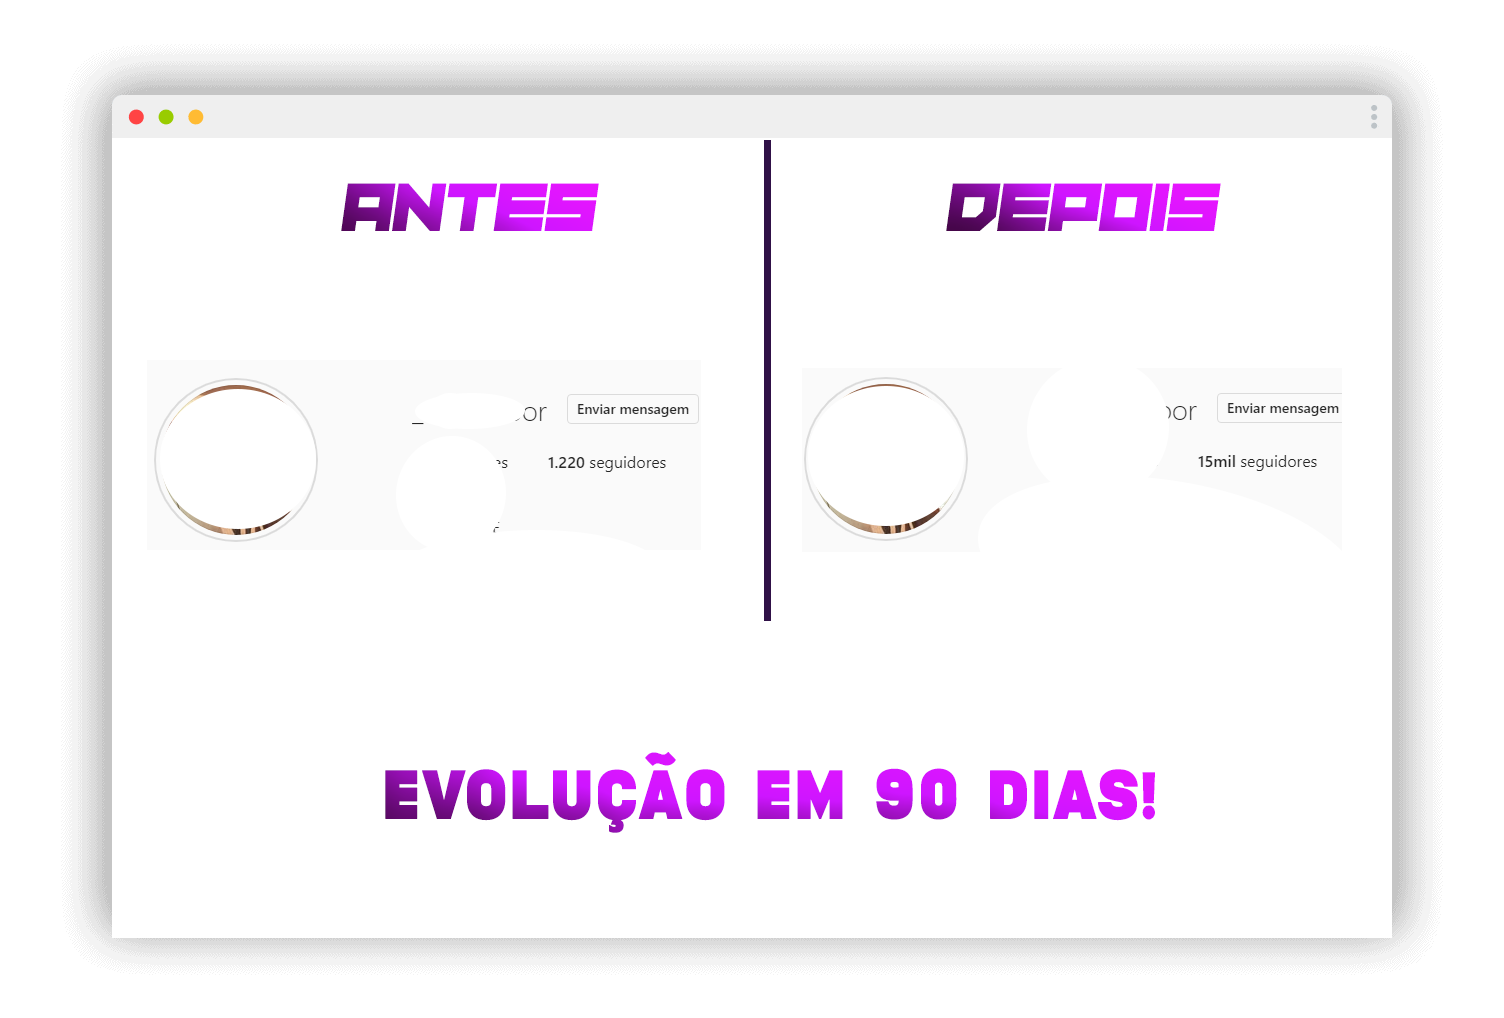 ANTES
DEPOIS
Enviar mensagem
1.220 seguidores
Enviar mensagem
15mil seguidores
EVOLUÇÃO EM 90 DIAS!